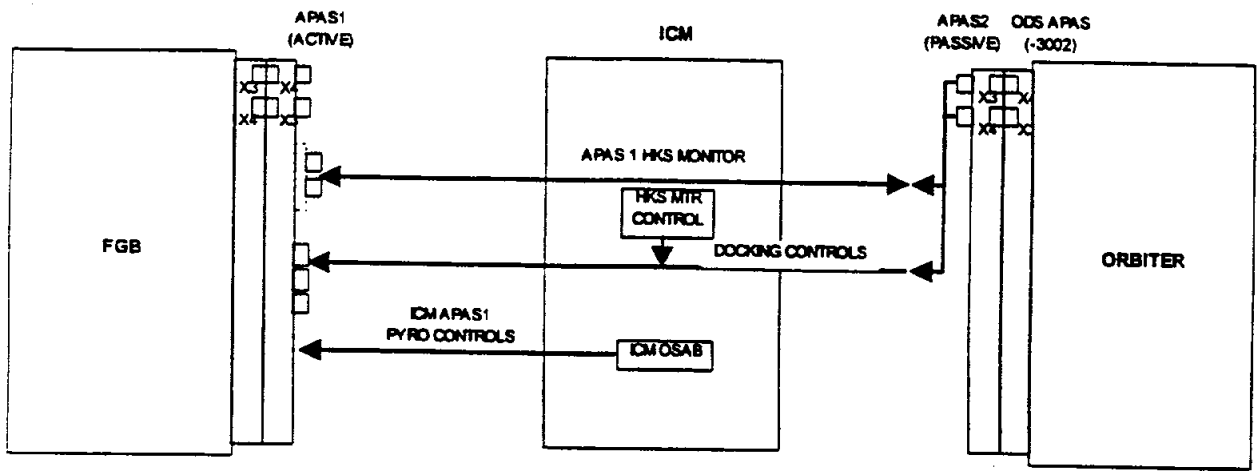 APAS1
(ACTIVE)
ICM
APAS2
(PASSIVE)
ODS APAS
(-3002)
X3
X4
X4
X3
X3
X4
X4
X3
APAS 1 HKS MONITOR
HKS MTR
CONTROL
DOCKING CONTROLS
FGB
ORBITER
ICM APAS1
PYRO CONTROLS
ICM OSAB